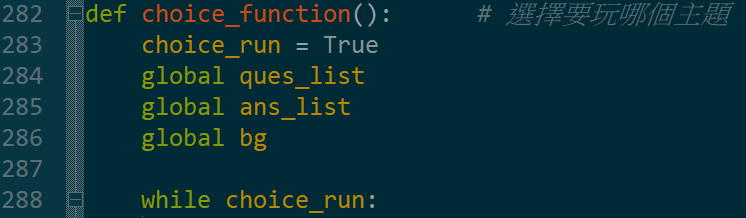 282 def choice_function():     # 選擇要玩哪個主題
283     choice_run = True
284     global ques_list
285     global ans_list
286     global bg
287
288     while choice_run: